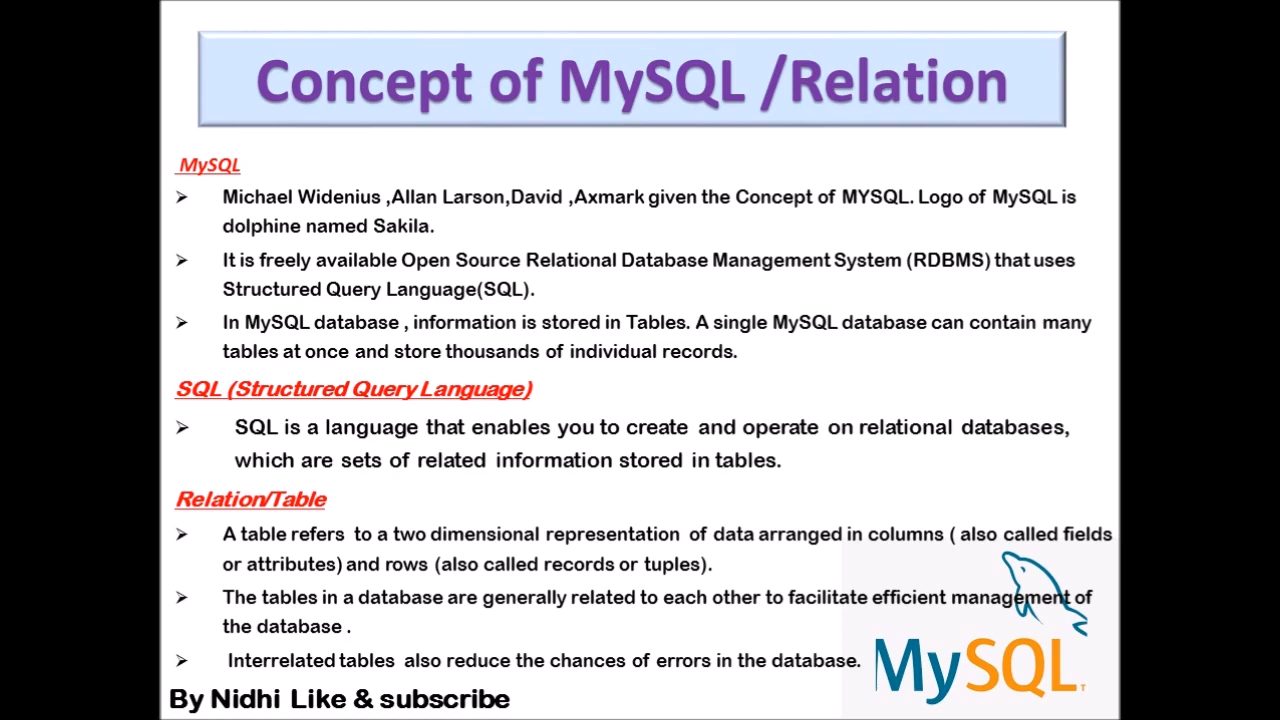 Concept of MySQL /Relation
MySQL
➢ Michael Widenius ,Allan Larson,David ,Axmark given the Concept of MYSQL. Logo of MySQL is
dolphine named Sakila.
➢ It is freely available Open Source Relational Database Management System (RDBMS) that uses
Structured Query Language(SQL).
➢ In MySQL database , information is stored in Tables. A single MySQL database can contain many
tables at once and store thousands of individual records.
SQL (Structured Query Language)
➢ SQL is a language that enables you to create and operate on relational databases,
which are sets of related information stored in tables.
Relation/Table
➢ A table refers to a two dimensional representation of data arranged in columns ( also called fields
or attributes) and rows (also called records or tuples).
➢ The tables in a database are generally related to each other to facilitate efficient management of
the database .
➢ Interrelated tables also reduce the chances of errors in the database.
MySQL
By Nidhi Like & subscribe